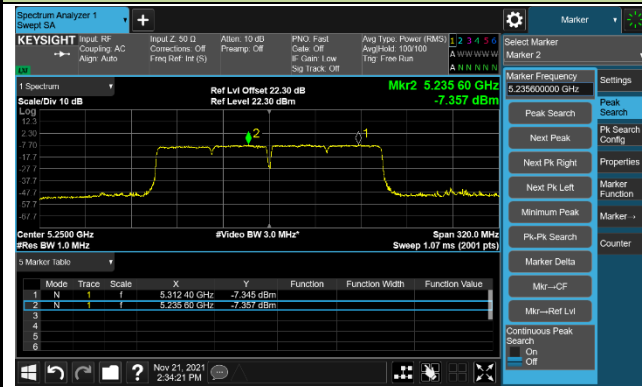 Spectrum Analyzer 1
Swept SA
+
Marker
KEYSIGHT
Input: RF
Coupling: AC
Align: Auto
Input Z: 50 Ω
Corrections: Off
Freq Ref: Int (S)
Atten: 10 dB
Preamp: Off
PNO: Fast
Gate: Off
IF Gain: Low
Sig Track: Off
Avg Type: Power (RMS)
Avg|Hold: 100/100
Trig: Free Run
1 2 3 4 5 6
A W W W W W
A N N N N N
LXI
Select Marker
Marker 2
Marker Frequency
5.235600000 GHz
Peak Search
Next Peak
Next Pk Right
Next Pk Left
Minimum Peak
Pk-Pk Search
Marker Delta
Mkr→CF
Mkr→Ref Lvl
Continuous Peak
Search
On
Off
Settings
Peak
Search
Pk Search
Config
Properties
Marker
Function
Marker→
Counter
1 Spectrum
Scale/Div 10 dB
Ref Lvl Offset 22.30 dB
Ref Level 22.30 dBm
Mkr2 5.235 60 GHz
-7.357 dBm
Log
12.3
2.30
-7.70
-17.7
-27.7
-37.7
-47.7
-57.7
-67.7
2
1
Center 5.2500 GHz
#Res BW 1.0 MHz
#Video BW 3.0 MHz*
Span 320.0 MHz
Sweep 1.07 ms (2001 pts)
5 Marker Table
Mode Trace Scale X Y Function Function Width Function Value
1 N 1 f 5.312 40 GHz -7.345 dBm
2 N 1 f 5.235 60 GHz -7.357 dBm
3
4
5
6
?
Nov 21, 2021
2:34:21 PM